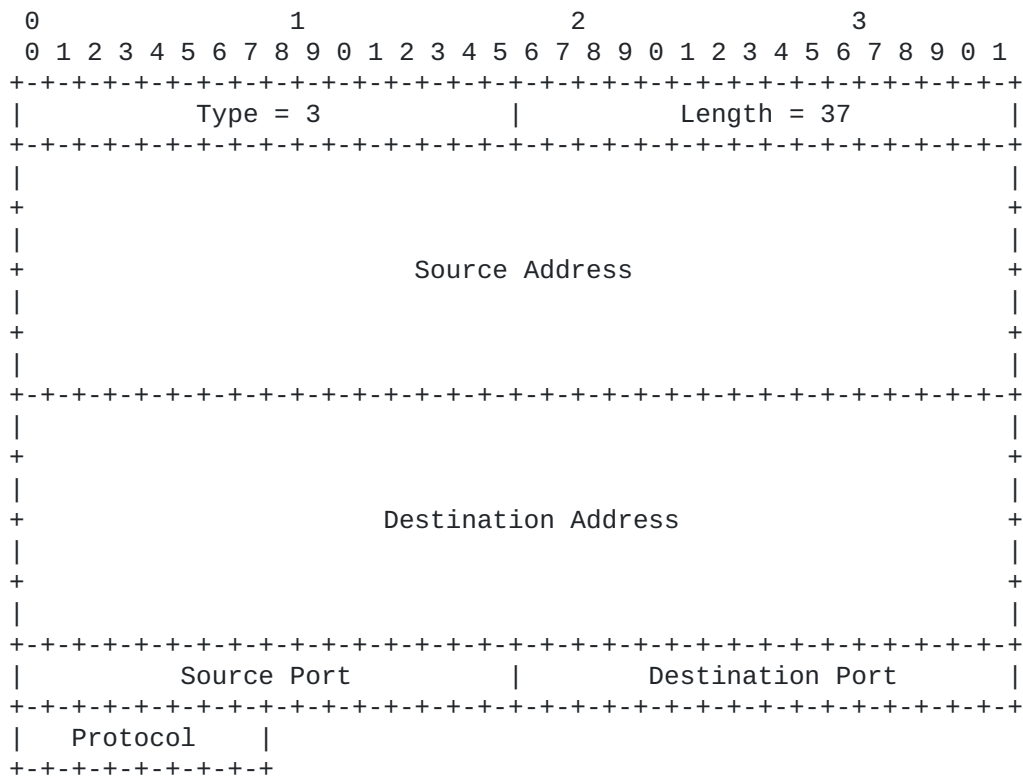 0                   1                   2                   3
 0 1 2 3 4 5 6 7 8 9 0 1 2 3 4 5 6 7 8 9 0 1 2 3 4 5 6 7 8 9 0 1
+-+-+-+-+-+-+-+-+-+-+-+-+-+-+-+-+-+-+-+-+-+-+-+-+-+-+-+-+-+-+-+-+
|           Type = 3            |          Length = 37          |
+-+-+-+-+-+-+-+-+-+-+-+-+-+-+-+-+-+-+-+-+-+-+-+-+-+-+-+-+-+-+-+-+
|                                                               |
+                                                               +
|                                                               |
+                         Source Address                        +
|                                                               |
+                                                               +
|                                                               |
+-+-+-+-+-+-+-+-+-+-+-+-+-+-+-+-+-+-+-+-+-+-+-+-+-+-+-+-+-+-+-+-+
|                                                               |
+                                                               +
|                                                               |
+                       Destination Address                     +
|                                                               |
+                                                               +
|                                                               |
+-+-+-+-+-+-+-+-+-+-+-+-+-+-+-+-+-+-+-+-+-+-+-+-+-+-+-+-+-+-+-+-+
|          Source Port          |        Destination Port       |
+-+-+-+-+-+-+-+-+-+-+-+-+-+-+-+-+-+-+-+-+-+-+-+-+-+-+-+-+-+-+-+-+
|   Protocol    |
+-+-+-+-+-+-+-+-+